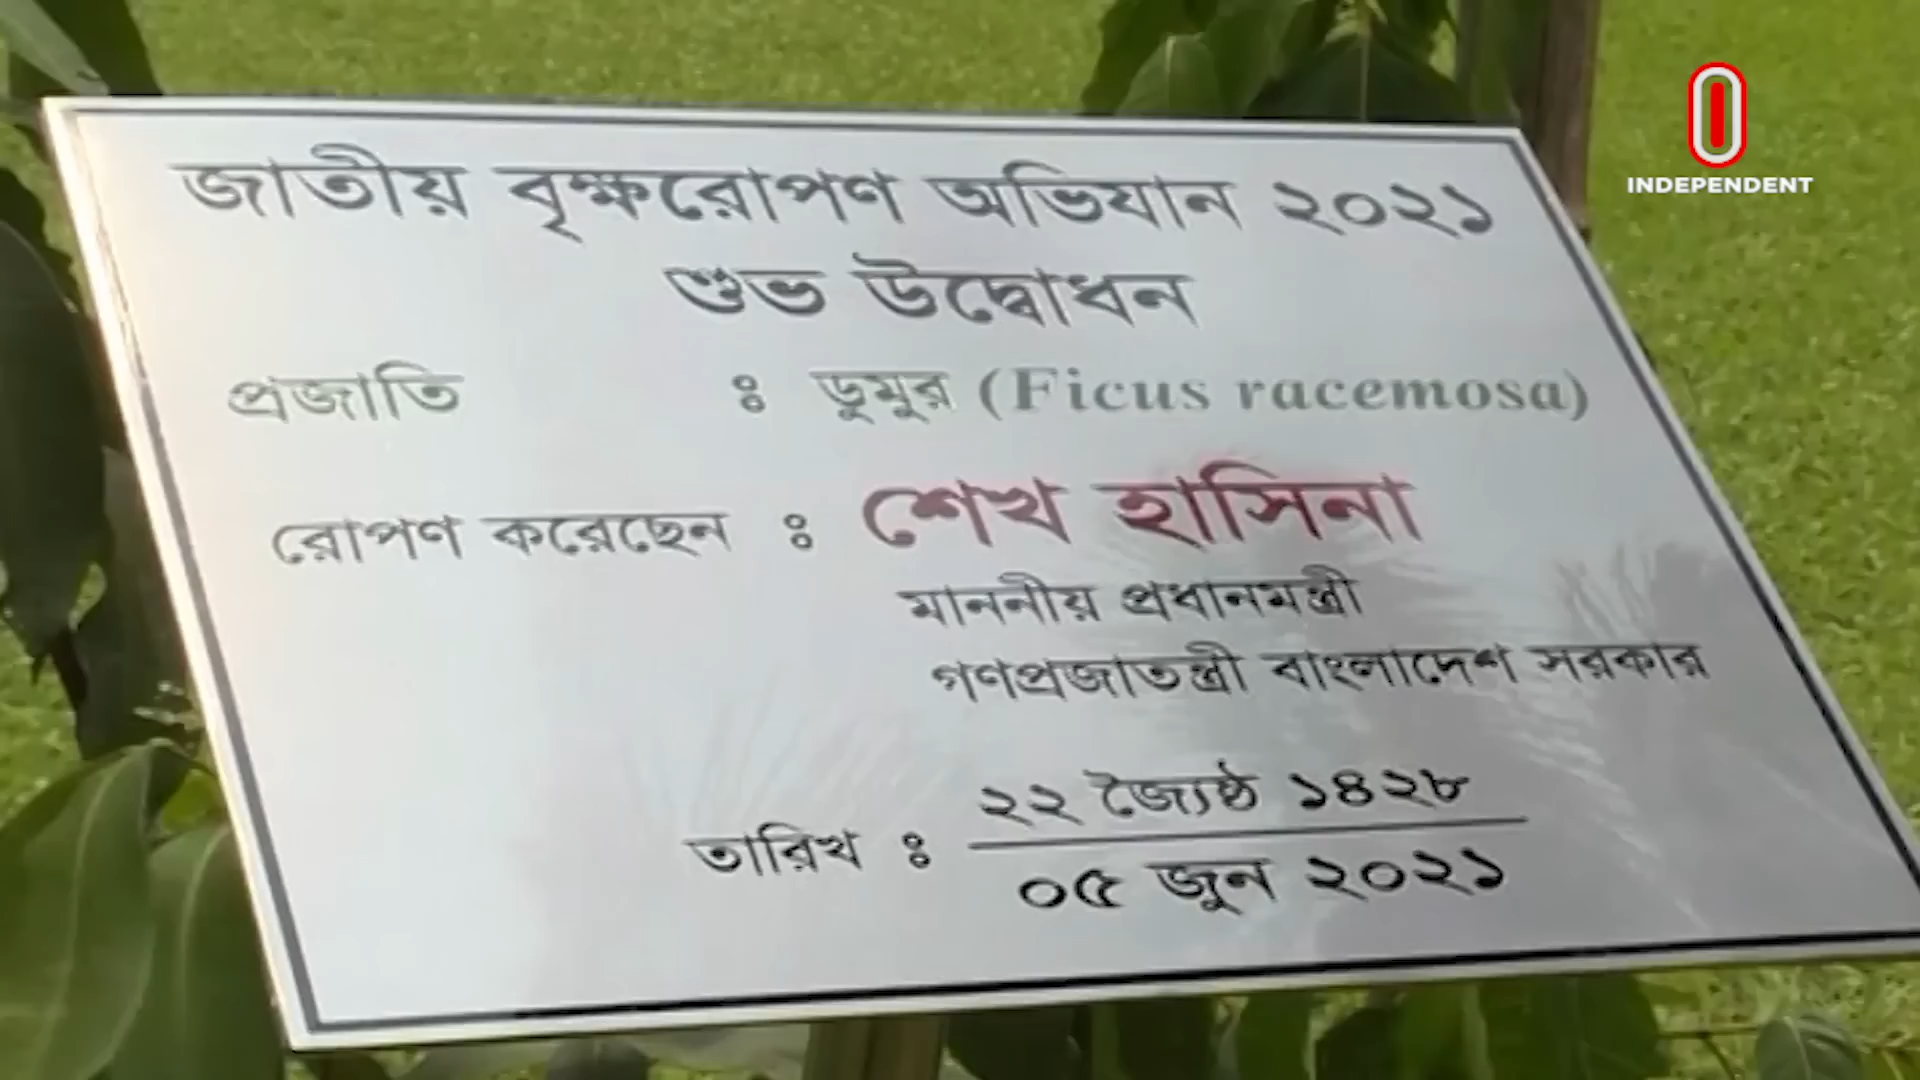 জাতীয় বৃক্ষরোপণ অভিযান ২০২১
শুভ উদ্বোধন
প্রজাতি : ডুমুর (Ficus racemosa)
রোপণ করেছেন : শেখ হাসিনা
মাননীয় প্রধানমন্ত্রী
গণপ্রজাতন্ত্রী বাংলাদেশ সরকার
তারিখ : ২২ জ্যৈষ্ঠ ১৪২৮
০৫ জুন ২০২১
INDEPENDENT